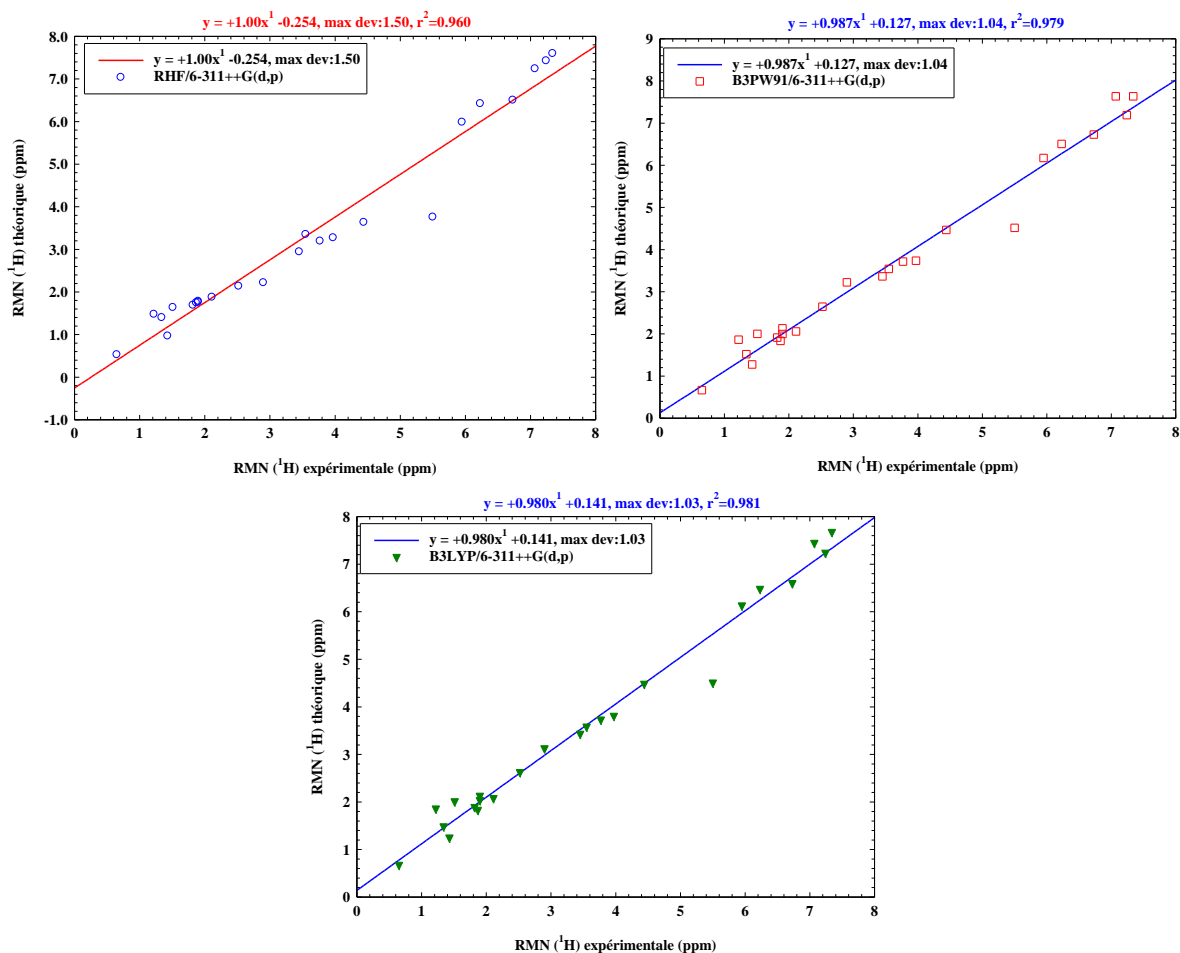 y = +1.00x¹ -0.254, max dev:1.50, r²=0.960
8.0
7.0
6.0
5.0
4.0
3.0
2.0
1.0
0
-1.0
y = +1.00x¹ -0.254, max dev:1.50
RHF/6-311++G(d,p)
RMN (¹H) théorique (ppm)
0 1 2 3 4 5 6 7 8
RMN (¹H) expérimentale (ppm)
y = +0.987x¹ +0.127, max dev:1.04, r²=0.979
9
8
7
6
5
4
3
2
1
0
y = +0.987x¹ +0.127, max dev:1.04
B3PW91/6-311++G(d,p)
RMN (¹H) théorique (ppm)
0 1 2 3 4 5 6 7 8
RMN (¹H) expérimentale (ppm)
y = +0.980x¹ +0.141, max dev:1.03, r²=0.981
8
7
6
5
4
3
2
1
0
y = +0.980x¹ +0.141, max dev:1.03
B3LYP/6-311++G(d,p)
RMN (¹H) théorique (ppm)
0 1 2 3 4 5 6 7 8
RMN (¹H) expérimentale (ppm)